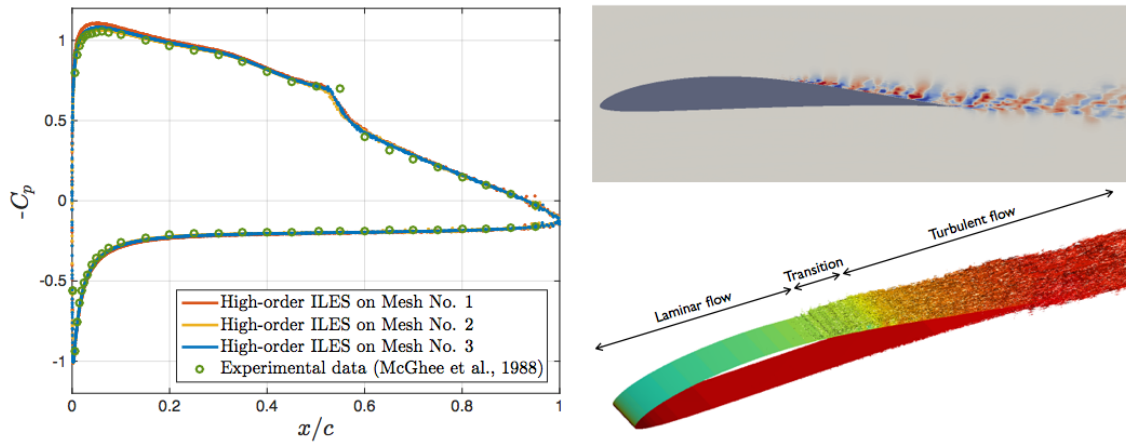 -Cp
1
0.5
0
-0.5
-1
0
0.2
0.4
0.6
0.8
1
x/c
High-order ILES on Mesh No. 1
High-order ILES on Mesh No. 2
High-order ILES on Mesh No. 3
Experimental data (McGhee et al., 1988)
Laminar flow
Transition
Turbulent flow